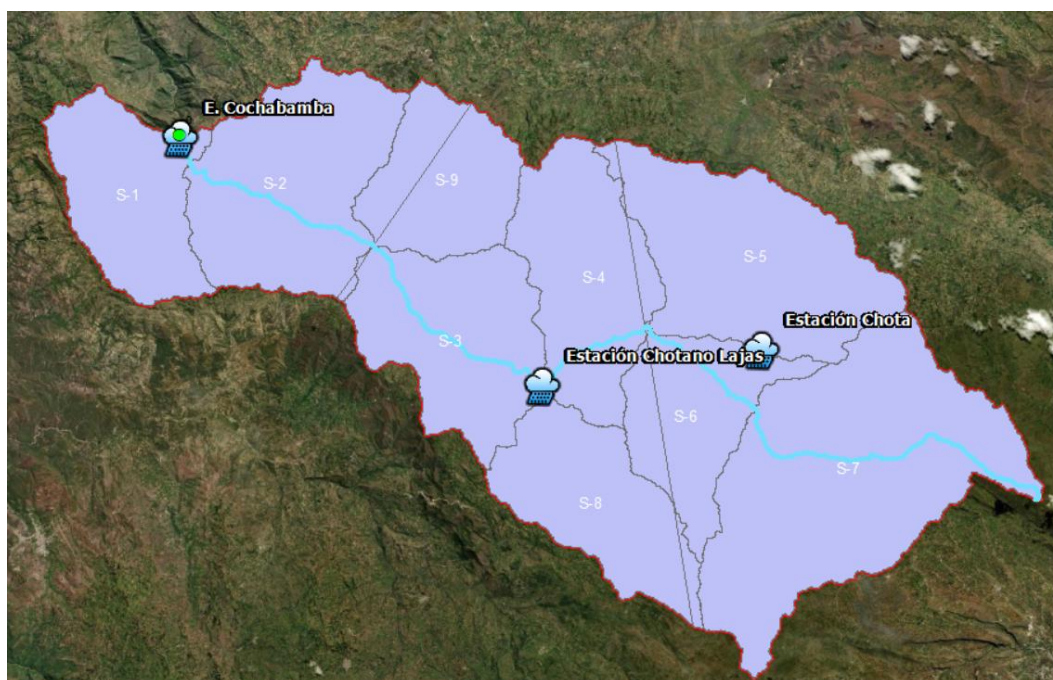 E. Cochabamba
S-1
S-2
S-9
S-4
S-5
Estación Chota
S-3
Estación Chotano Lajas
S-6
S-7
S-8